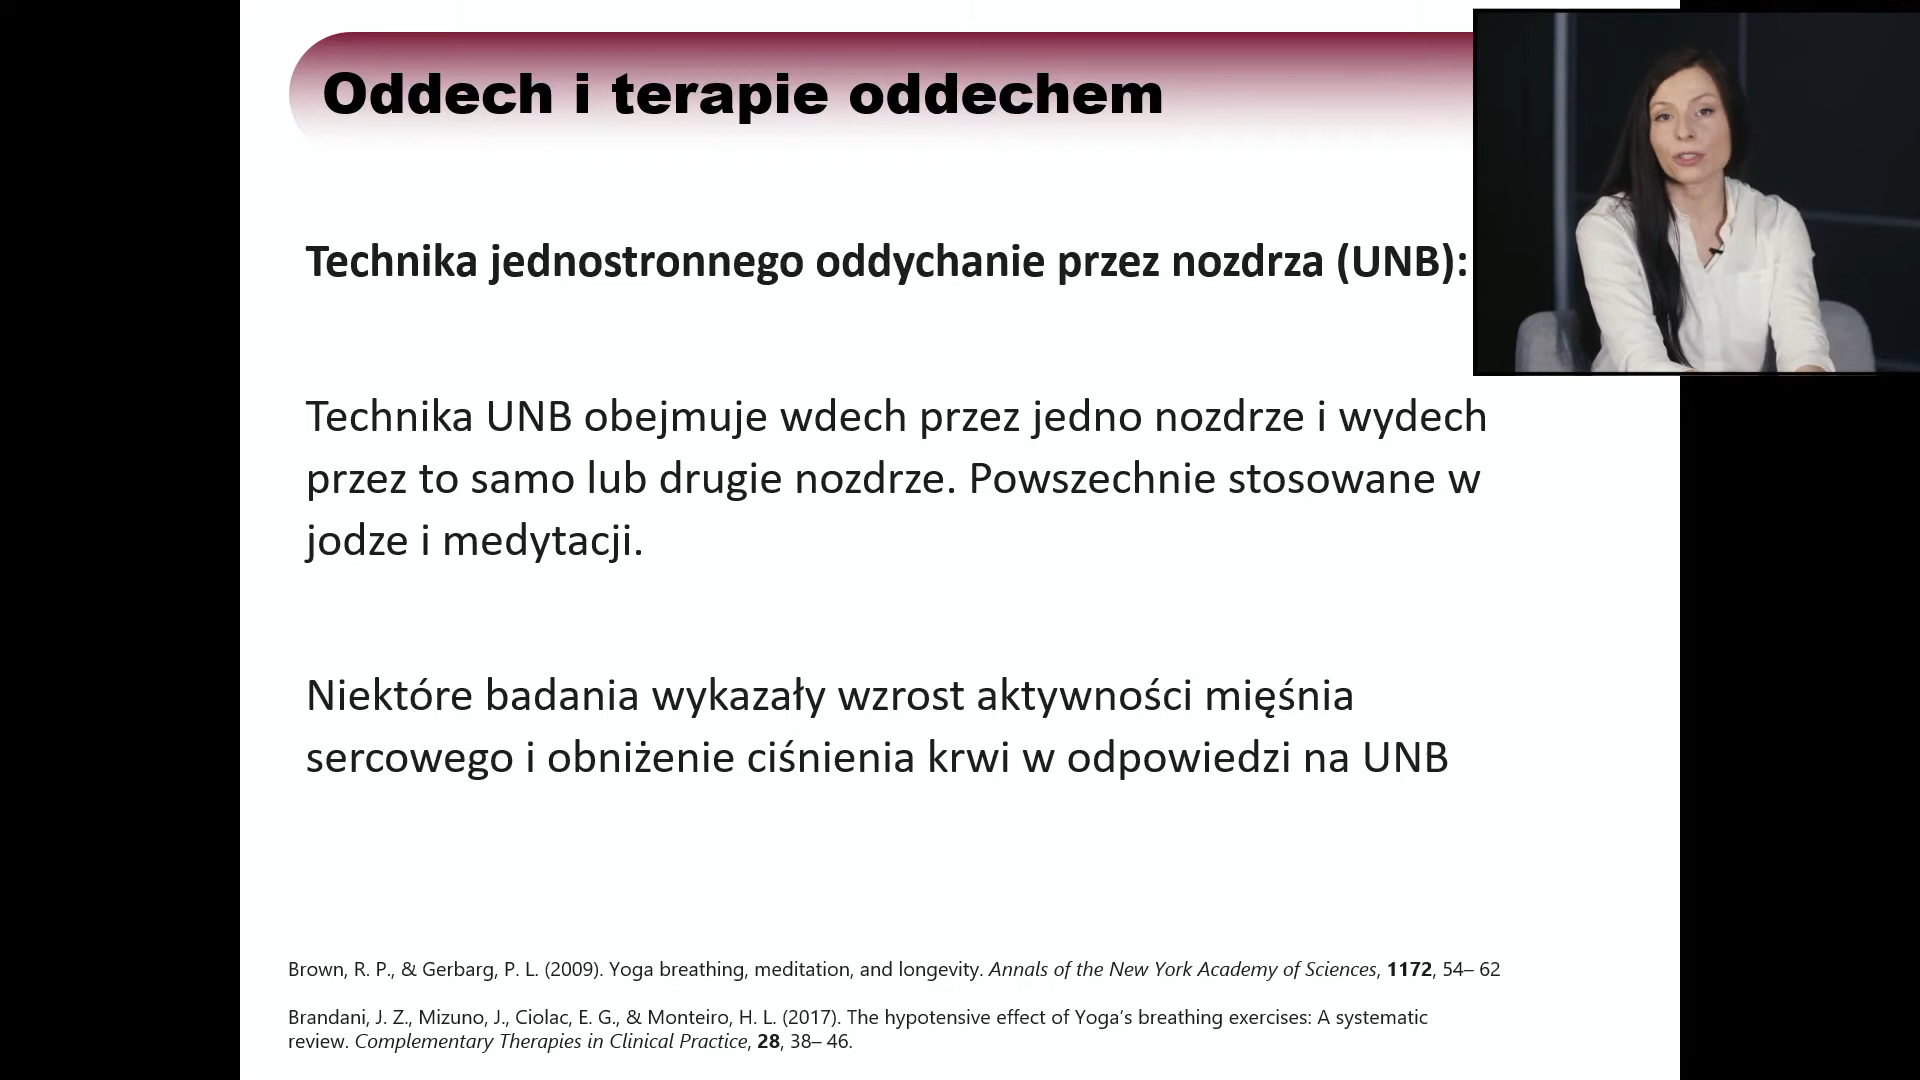 Oddech i terapie oddechem
Technika jednostronnego oddychanie przez nozdrza (UNB):
Technika UNB obejmuje wdech przez jedno nozdrze i wydech
przez to samo lub drugie nozdrze. Powszechnie stosowane w
jodze i medytacji.
Niektóre badania wykazały wzrost aktywności mięśnia
sercowego i obniżenie ciśnienia krwi w odpowiedzi na UNB
Brown, R. P., & Gerbarg, P. L. (2009). Yoga breathing, meditation, and longevity. Annals of the New York Academy of Sciences, 1172, 54– 62
Brandani, J. Z., Mizuno, J., Ciolac, E. G., & Monteiro, H. L. (2017). The hypotensive effect of Yoga’s breathing exercises: A systematic
review. Complementary Therapies in Clinical Practice, 28, 38– 46.